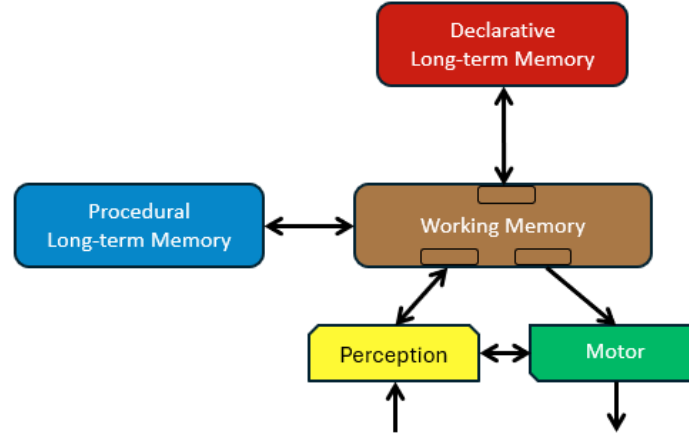 Declarative
Long-term Memory
Procedural
Long-term Memory
Working Memory
Perception
Motor